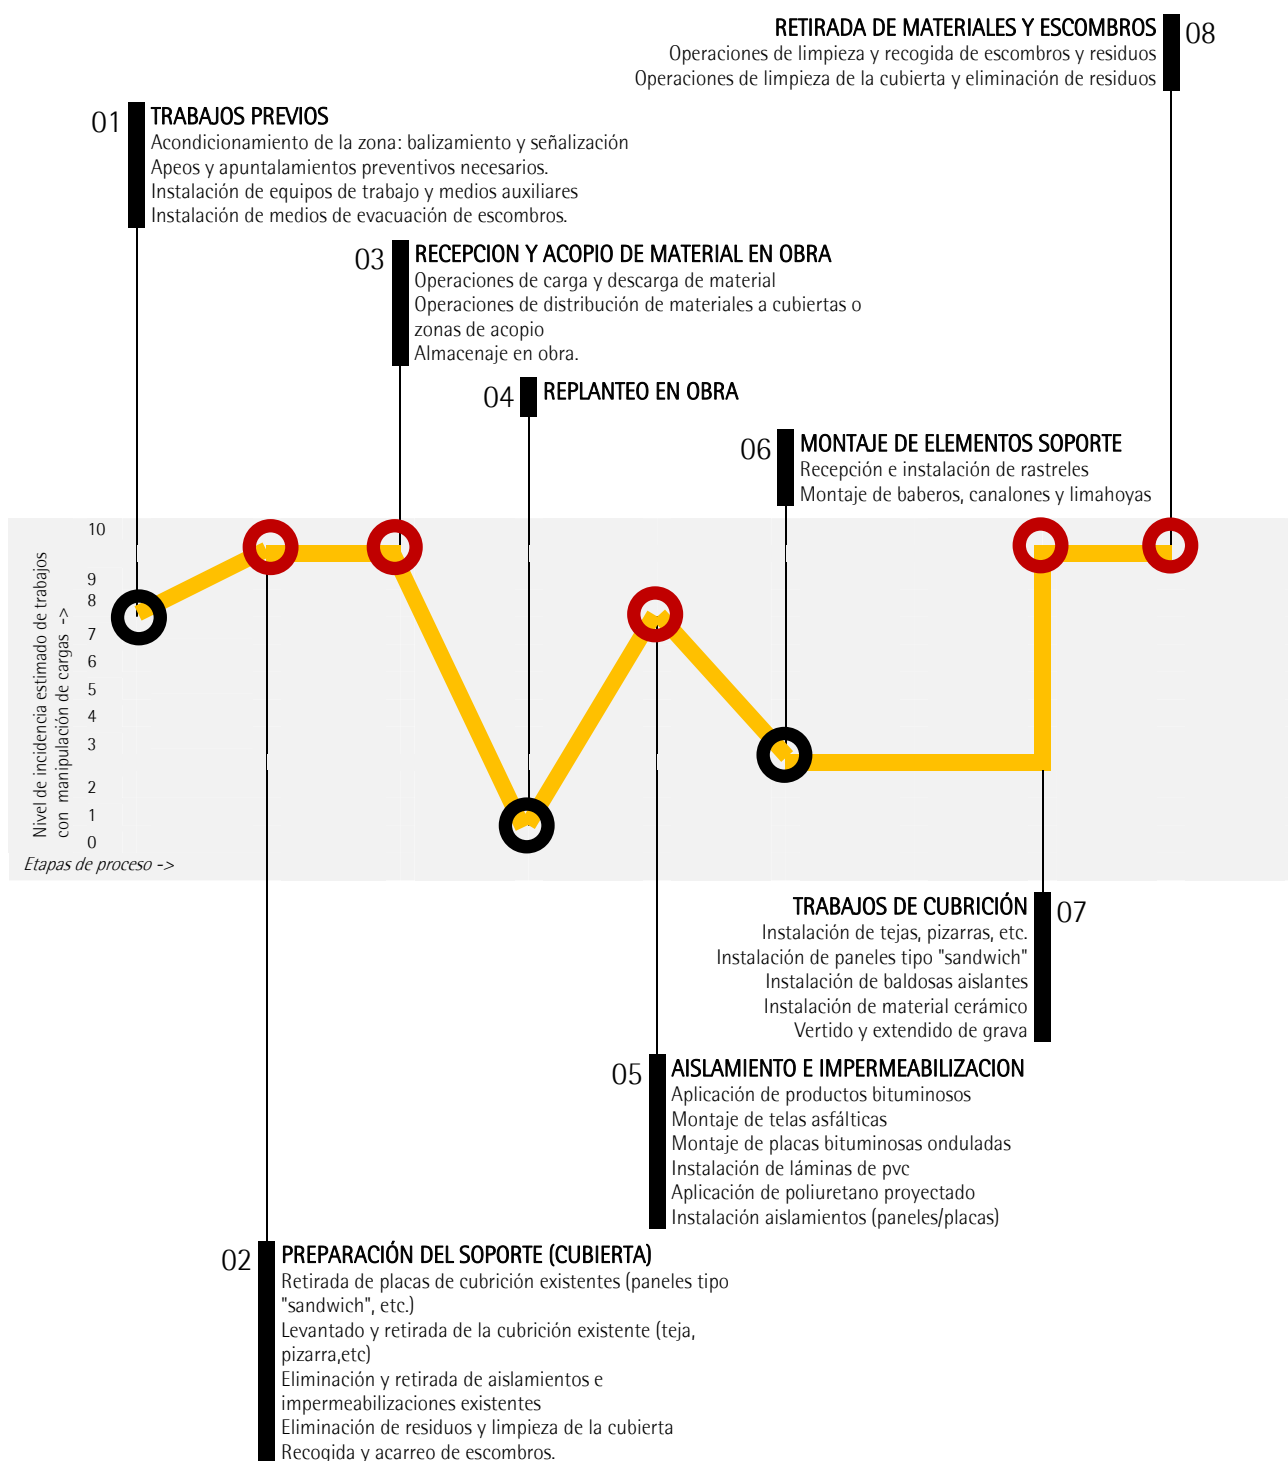 RETIRADA DE MATERIALES Y ESCOMBROS
08
Operaciones de limpieza y recogida de escombros y residuos
Operaciones de limpieza de la cubierta y eliminación de residuos
01
TRABAJOS PREVIOS
Acondicionamiento de la zona: balizamiento y señalización
Apeos y apuntalamientos preventivos necesarios.
Instalación de equipos de trabajo y medios auxiliares
Instalación de medios de evacuación de escombros.
03
RECEPCION Y ACOPIO DE MATERIAL EN OBRA
Operaciones de carga y descarga de material
Operaciones de distribución de materiales a cubiertas o
zonas de acopio
Almacenaje en obra.
04
REPLANTEO EN OBRA
06
MONTAJE DE ELEMENTOS SOPORTE
Recepción e instalación de rastreles
Montaje de baberos, canalones y limahoyas
Nivel de incidencia estimado de trabajos
con manipulación de cargas ->
10
9
8
7
6
5
4
3
2
1
0
Etapas de proceso ->
TRABAJOS DE CUBRICIÓN
07
Instalación de tejas, pizarras, etc.
Instalación de paneles tipo "sandwich"
Instalación de baldosas aislantes
Instalación de material cerámico
Vertido y extendido de grava
05
AISLAMIENTO E IMPERMEABILIZACION
Aplicación de productos bituminosos
Montaje de telas asfálticas
Montaje de placas bituminosas onduladas
Instalación de láminas de pvc
Aplicación de poliuretano proyectado
Instalación aislamientos (paneles/placas)
02
PREPARACIÓN DEL SOPORTE (CUBIERTA)
Retirada de placas de cubrición existentes (paneles tipo
"sandwich", etc.)
Levantado y retirada de la cubrición existente (teja,
pizarra,etc)
Eliminación y retirada de aislamientos e
impermeabilizaciones existentes
Eliminación de residuos y limpieza de la cubierta
Recogida y acarreo de escombros.